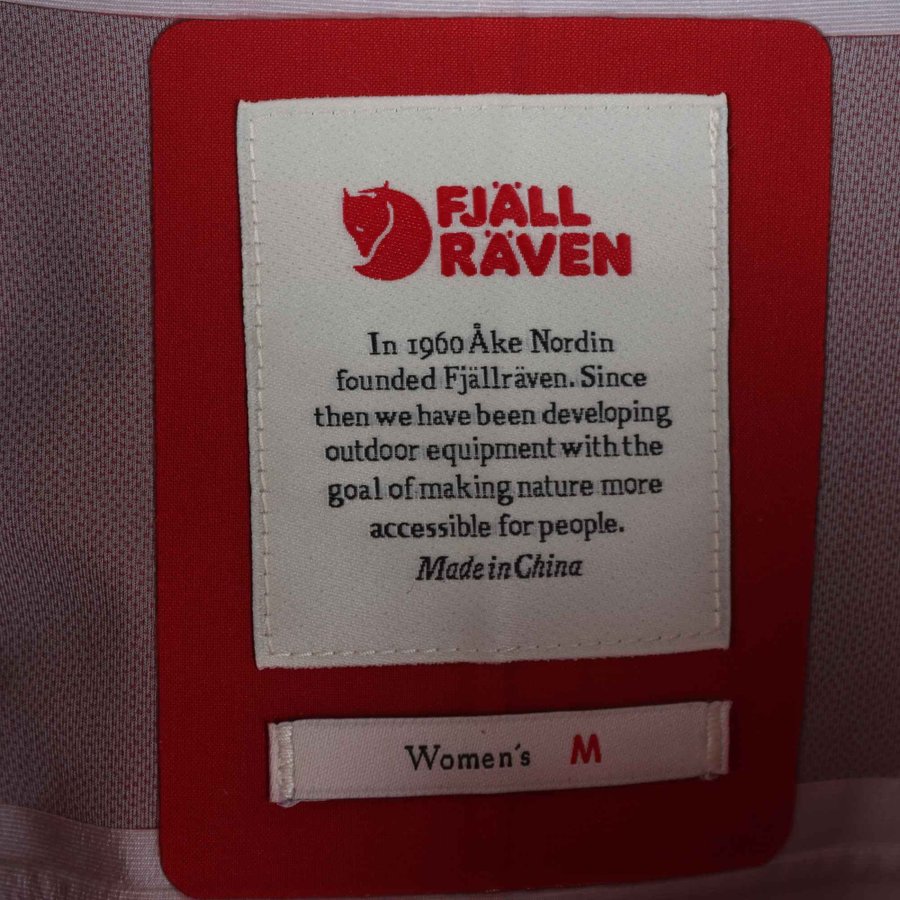 FJÄLL
RÄVEN
In 1960 Åke Nordin
founded Fjällräven. Since
then we have been developing
outdoor equipment with the
goal of making nature more
accessible for people.
Made in China
Women's M